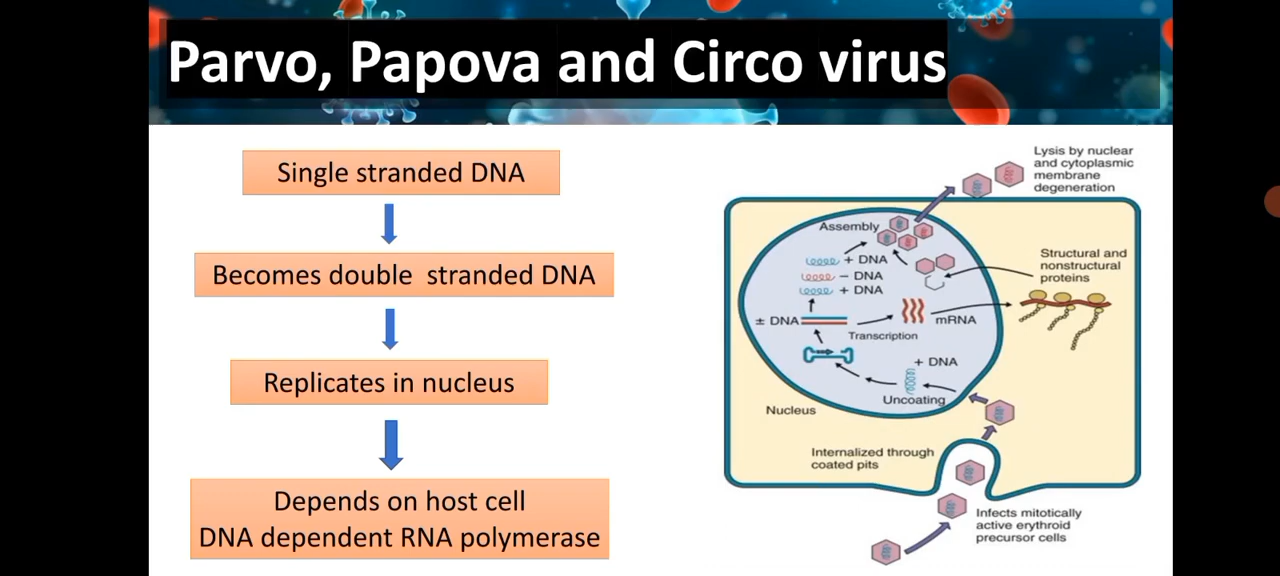 Parvo, Papova and Circo virus
Single stranded DNA
Becomes double stranded DNA
Replicates in nucleus
Depends on host cell
DNA dependent RNA polymerase
Lysis by nuclear
and cytoplasmic
membrane
degeneration
Assembly
+ DNA
− DNA
+ DNA
± DNA
Transcription
mRNA
Structural and
nonstructural
proteins
+ DNA
Uncoating
Nucleus
Internalized through
coated pits
Infects mitotically
active erythroid
precursor cells